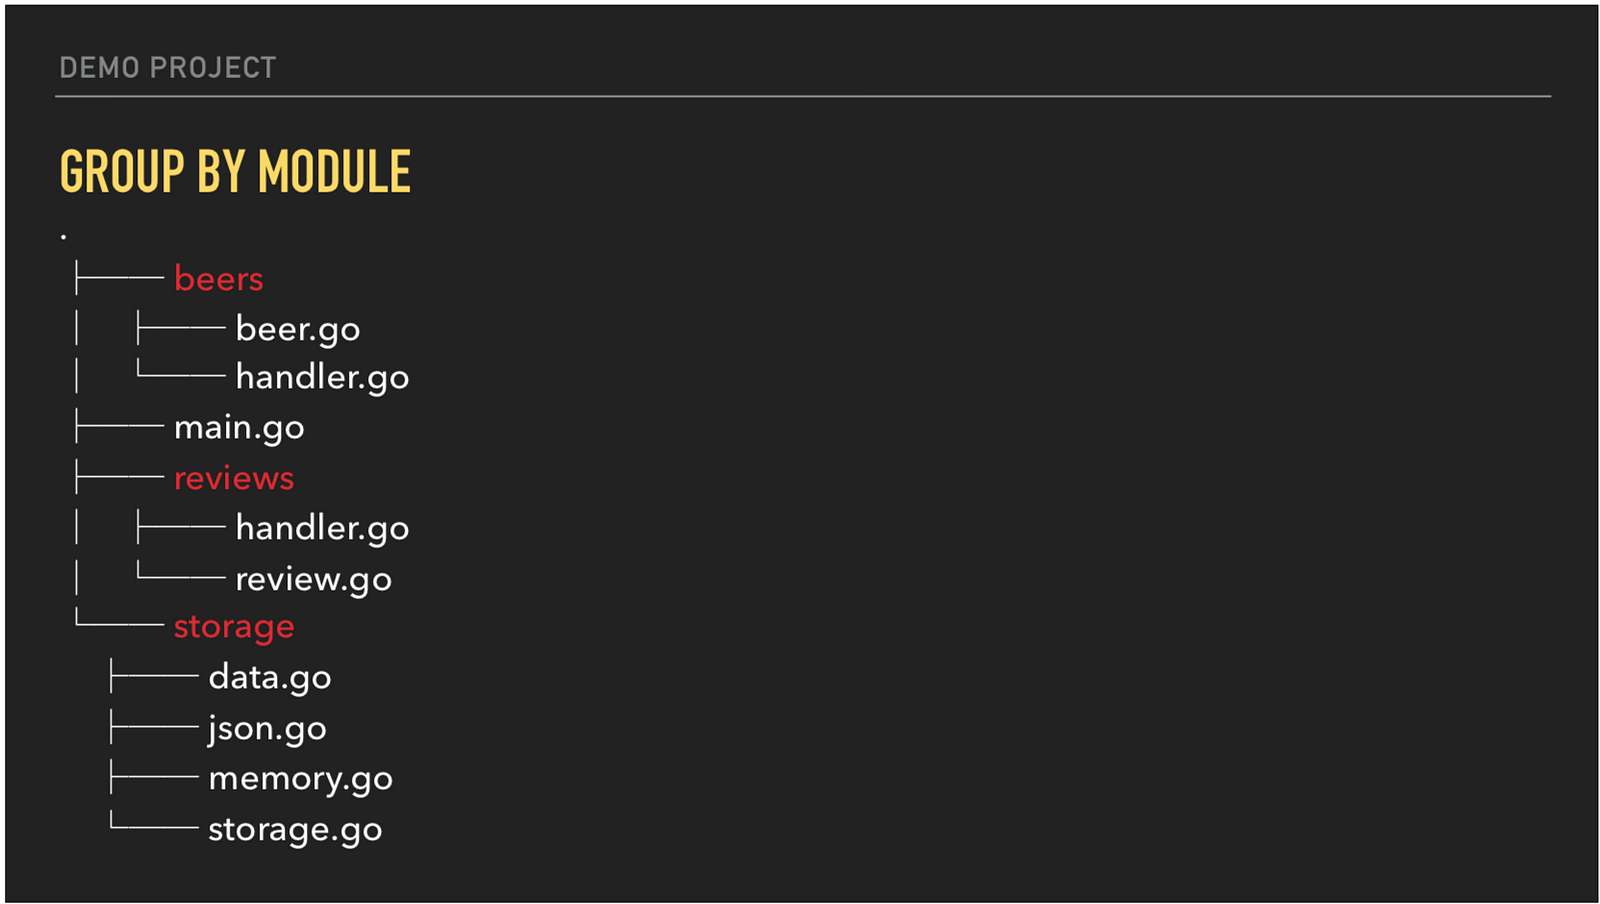 DEMO PROJECT
GROUP BY MODULE
.
├── beers
│   ├── beer.go
│   └── handler.go
├── main.go
├── reviews
│   ├── handler.go
│   └── review.go
└── storage
    ├── data.go
    ├── json.go
    ├── memory.go
    └── storage.go